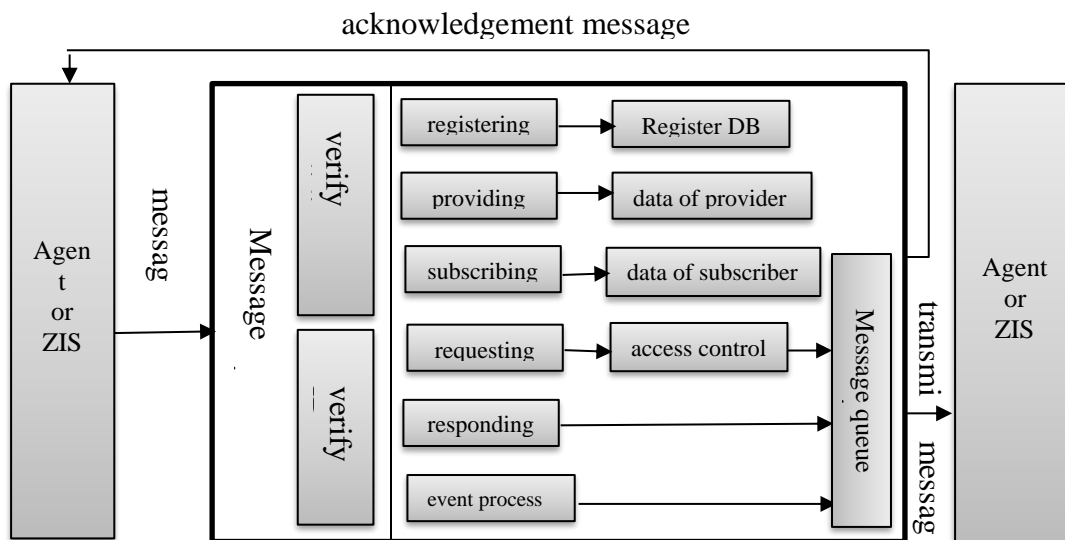 acknowledgement message
Agen
t
or
ZIS
messag
Message
verify
verify
registering
Register DB
providing
data of provider
subscribing
data of subscriber
requesting
access control
responding
event process
Message queue
transmi
messag
Agent
or
ZIS